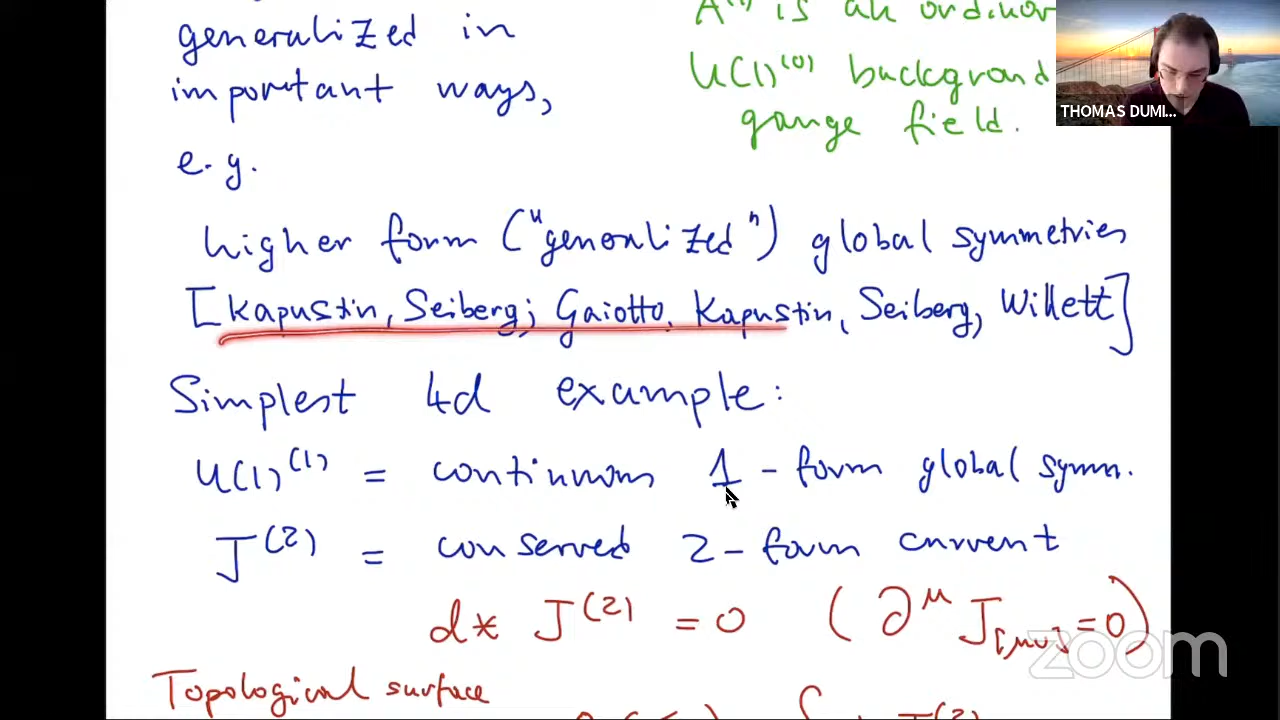 generalized in
important ways,
e.g.
A⁽¹⁾ is an ordinar
U(1)⁽⁰⁾ background
gauge field.
THOMAS DUMI...
higher form ("generalized") global symmetries
[Kapustin, Seiberg; Gaiotto, Kapustin, Seiberg, Willett]
Simplest 4d example:
U(1)⁽¹⁾ = continuous 1-form global symm.
J⁽²⁾ = conserved 2-form current
d* J⁽²⁾ = 0 (∂^μ J_[μν] = 0)
zoom
Topological surface